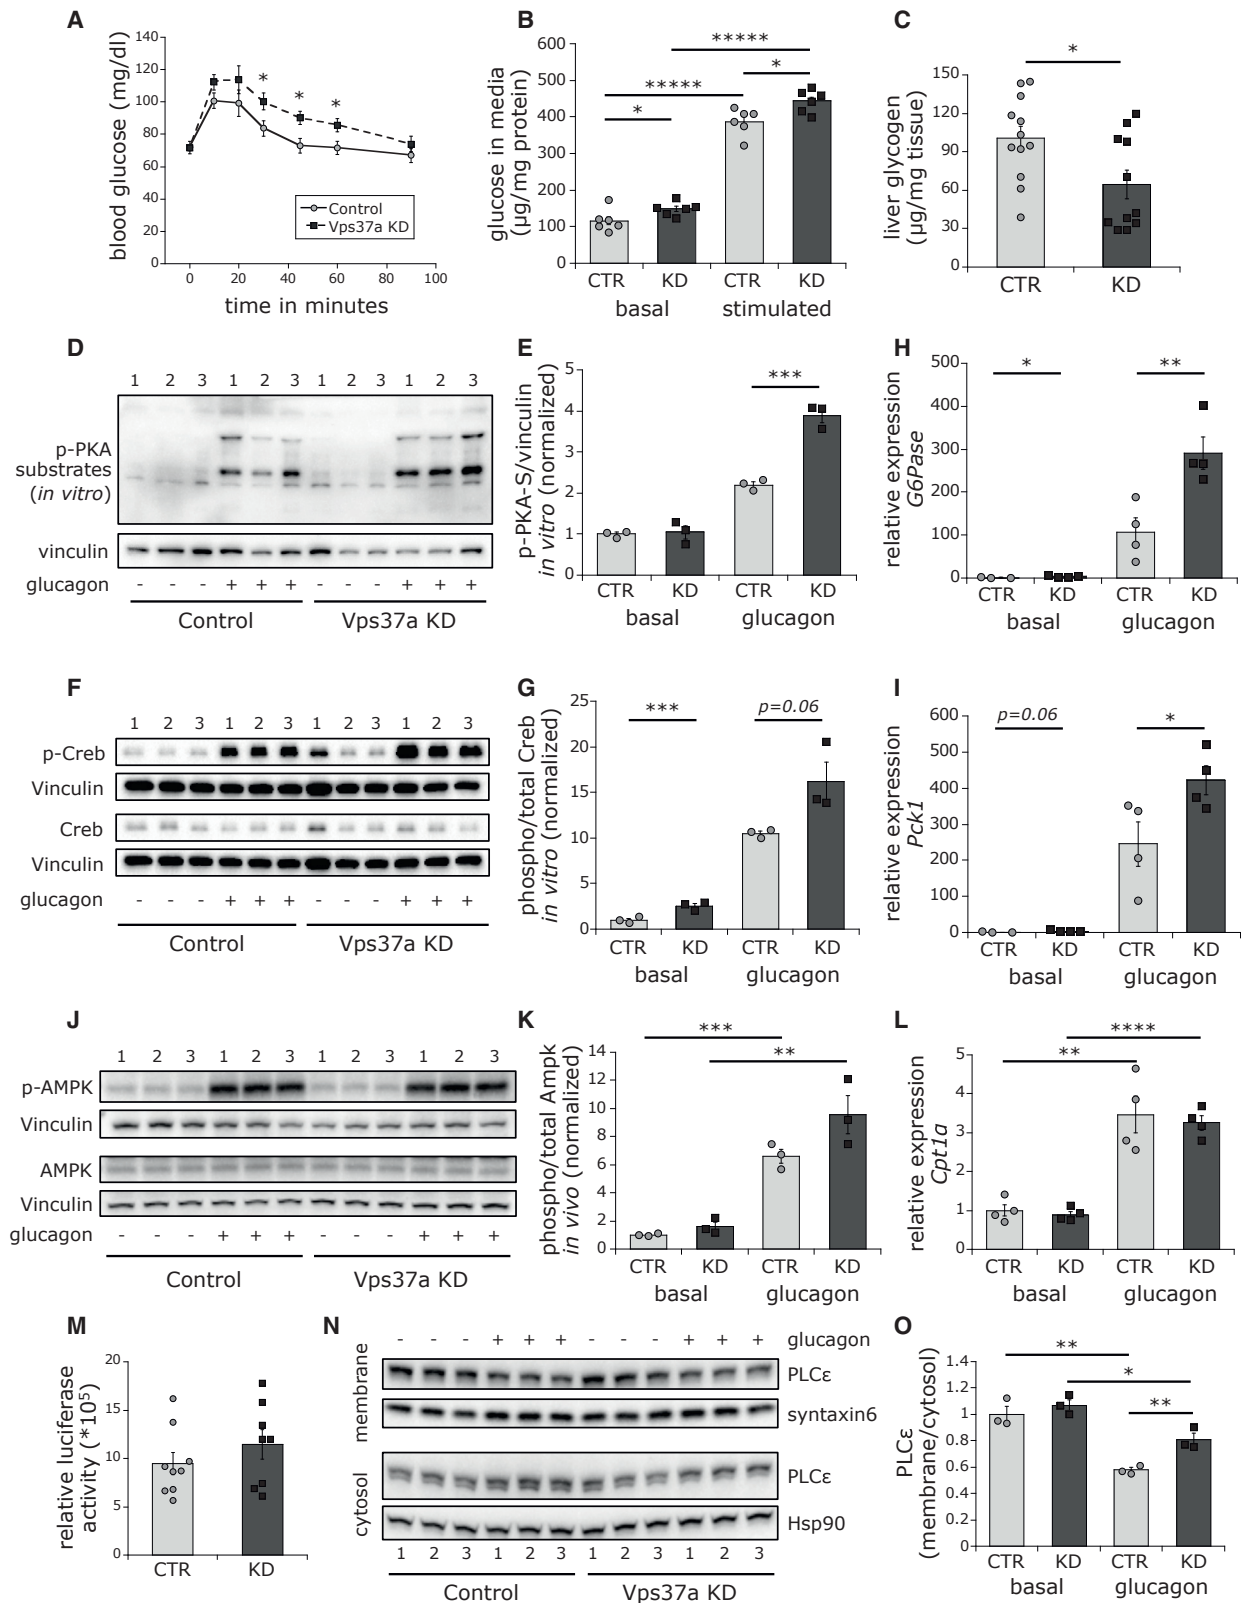 A
blood glucose (mg/dl)
140
120
100
80
60
40
20
0
* * *
Control
Vps37a KD
0 20 40 60 80 100
time in minutes
B
glucose in media
(µg/mg protein)
600
500
400
300
200
100
0
*****
*****
*
*
CTR KD CTR KD
basal stimulated
C
liver glycogen
(µg/mg tissue)
150
120
90
60
30
0
*
CTR KD
D
1 2 3 1 2 3 1 2 3 1 2 3
p-PKA
substrates
(in vitro)
vinculin
glucagon - - - + + + - - - + + +
Control Vps37a KD
E
p-PKA-S/vinculin
in vitro (normalized)
5
4
3
2
1
0
***
CTR KD CTR KD
basal glucagon
H
relative expression
G6Pase
500
400
300
200
100
0
* **
CTR KD CTR KD
basal glucagon
F
1 2 3 1 2 3 1 2 3 1 2 3
p-Creb
Vinculin
Creb
Vinculin
glucagon - - - + + + - - - + + +
Control Vps37a KD
G
phospho/total Creb
in vitro (normalized)
25
20
15
10
5
0
*** p=0.06
CTR KD CTR KD
basal glucagon
I
relative expression
Pck1
600
500
400
300
200
100
0
p=0.06 *
CTR KD CTR KD
basal glucagon
J
1 2 3 1 2 3 1 2 3 1 2 3
p-AMPK
Vinculin
AMPK
Vinculin
glucagon - - - + + + - - - + + +
Control Vps37a KD
K
phospho/total Ampk
in vivo (normalized)
14
12
10
8
6
4
2
0
***
**
CTR KD CTR KD
basal glucagon
L
relative expression
Cpt1a
5
4
3
2
1
0
****
**
CTR KD CTR KD
basal glucagon
M
relative luciferase
activity (*10⁵)
20
15
10
5
0
CTR KD
N
- - - + + + - - - + + + glucagon
membrane
PLCε
syntaxin6
cytosol
PLCε
Hsp90
1 2 3 1 2 3 1 2 3 1 2 3
Control Vps37a KD
O
PLCε
(membrane/cytosol)
1.4
1.2
1
0.8
0.6
0.4
0.2
0
**
*
**
CTR KD CTR KD
basal glucagon